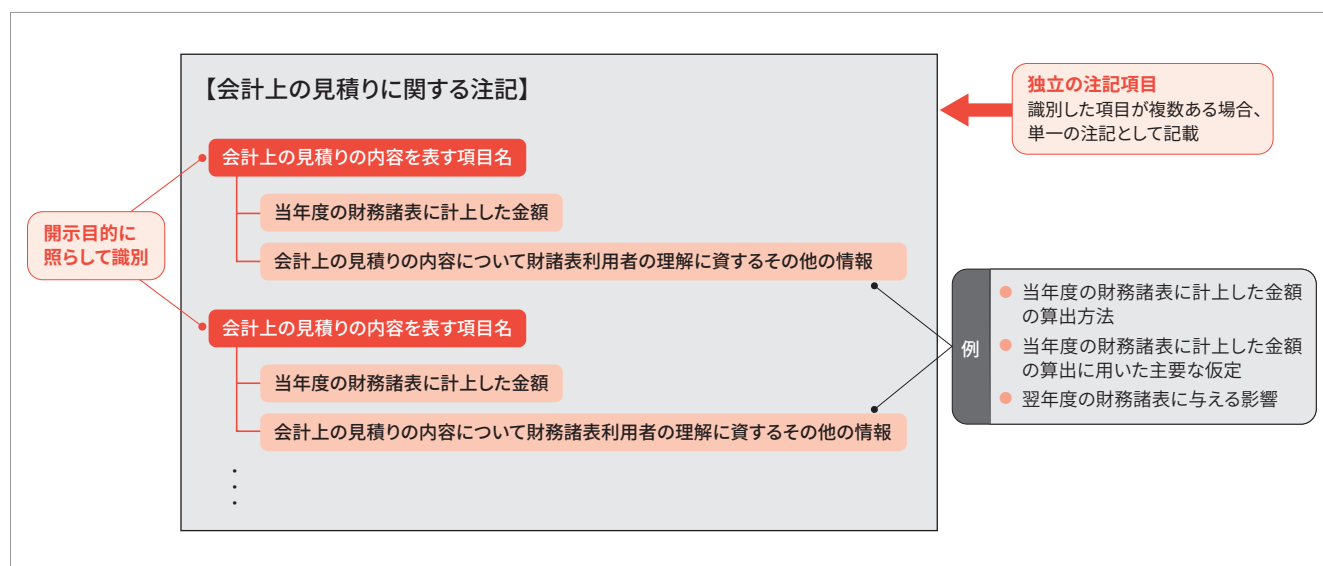 【会計上の見積りに関する注記】
独立の注記項目
識別した項目が複数ある場合、
単一の注記として記載
開示目的に
照らして識別
会計上の見積りの内容を表す項目名
当年度の財務諸表に計上した金額
会計上の見積りの内容について財諸表利用者の理解に資するその他の情報
会計上の見積りの内容を表す項目名
当年度の財務諸表に計上した金額
会計上の見積りの内容について財務諸表利用者の理解に資するその他の情報
例
当年度の財務諸表に計上した金額
の算出方法
当年度の財務諸表に計上した金額
の算出に用いた主要な仮定
翌年度の財務諸表に与える影響